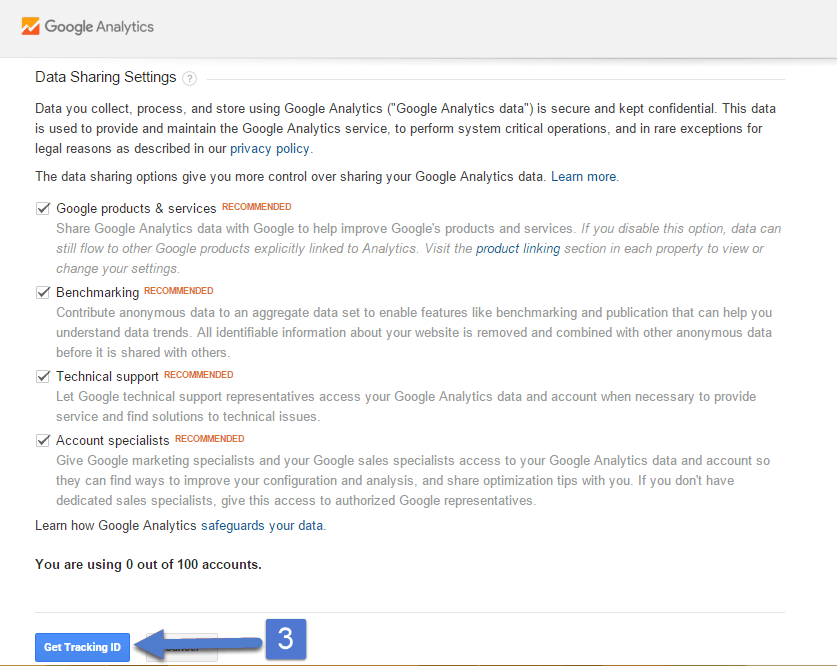 Google Analytics
Data Sharing Settings ?
Data you collect, process, and store using Google Analytics ("Google Analytics data") is secure and kept confidential. This data
is used to provide and maintain the Google Analytics service, to perform system critical operations, and in rare exceptions for
legal reasons as described in our privacy policy.
The data sharing options give you more control over sharing your Google Analytics data. Learn more.
Google products & services RECOMMENDED
Share Google Analytics data with Google to help improve Google's products and services. If you disable this option, data can
still flow to other Google products explicitly linked to Analytics. Visit the product linking section in each property to view or
change your settings.
Benchmarking RECOMMENDED
Contribute anonymous data to an aggregate data set to enable features like benchmarking and publication that can help you
understand data trends. All identifiable information about your website is removed and combined with other anonymous data
before it is shared with others.
Technical support RECOMMENDED
Let Google technical support representatives access your Google Analytics data and account when necessary to provide
service and find solutions to technical issues.
Account specialists RECOMMENDED
Give Google marketing specialists and your Google sales specialists access to your Google Analytics data and account so
they can find ways to improve your configuration and analysis, and share optimization tips with you. If you don't have
dedicated sales specialists, give this access to authorized Google representatives.
Learn how Google Analytics safeguards your data.
You are using 0 out of 100 accounts.
Get Tracking ID 3